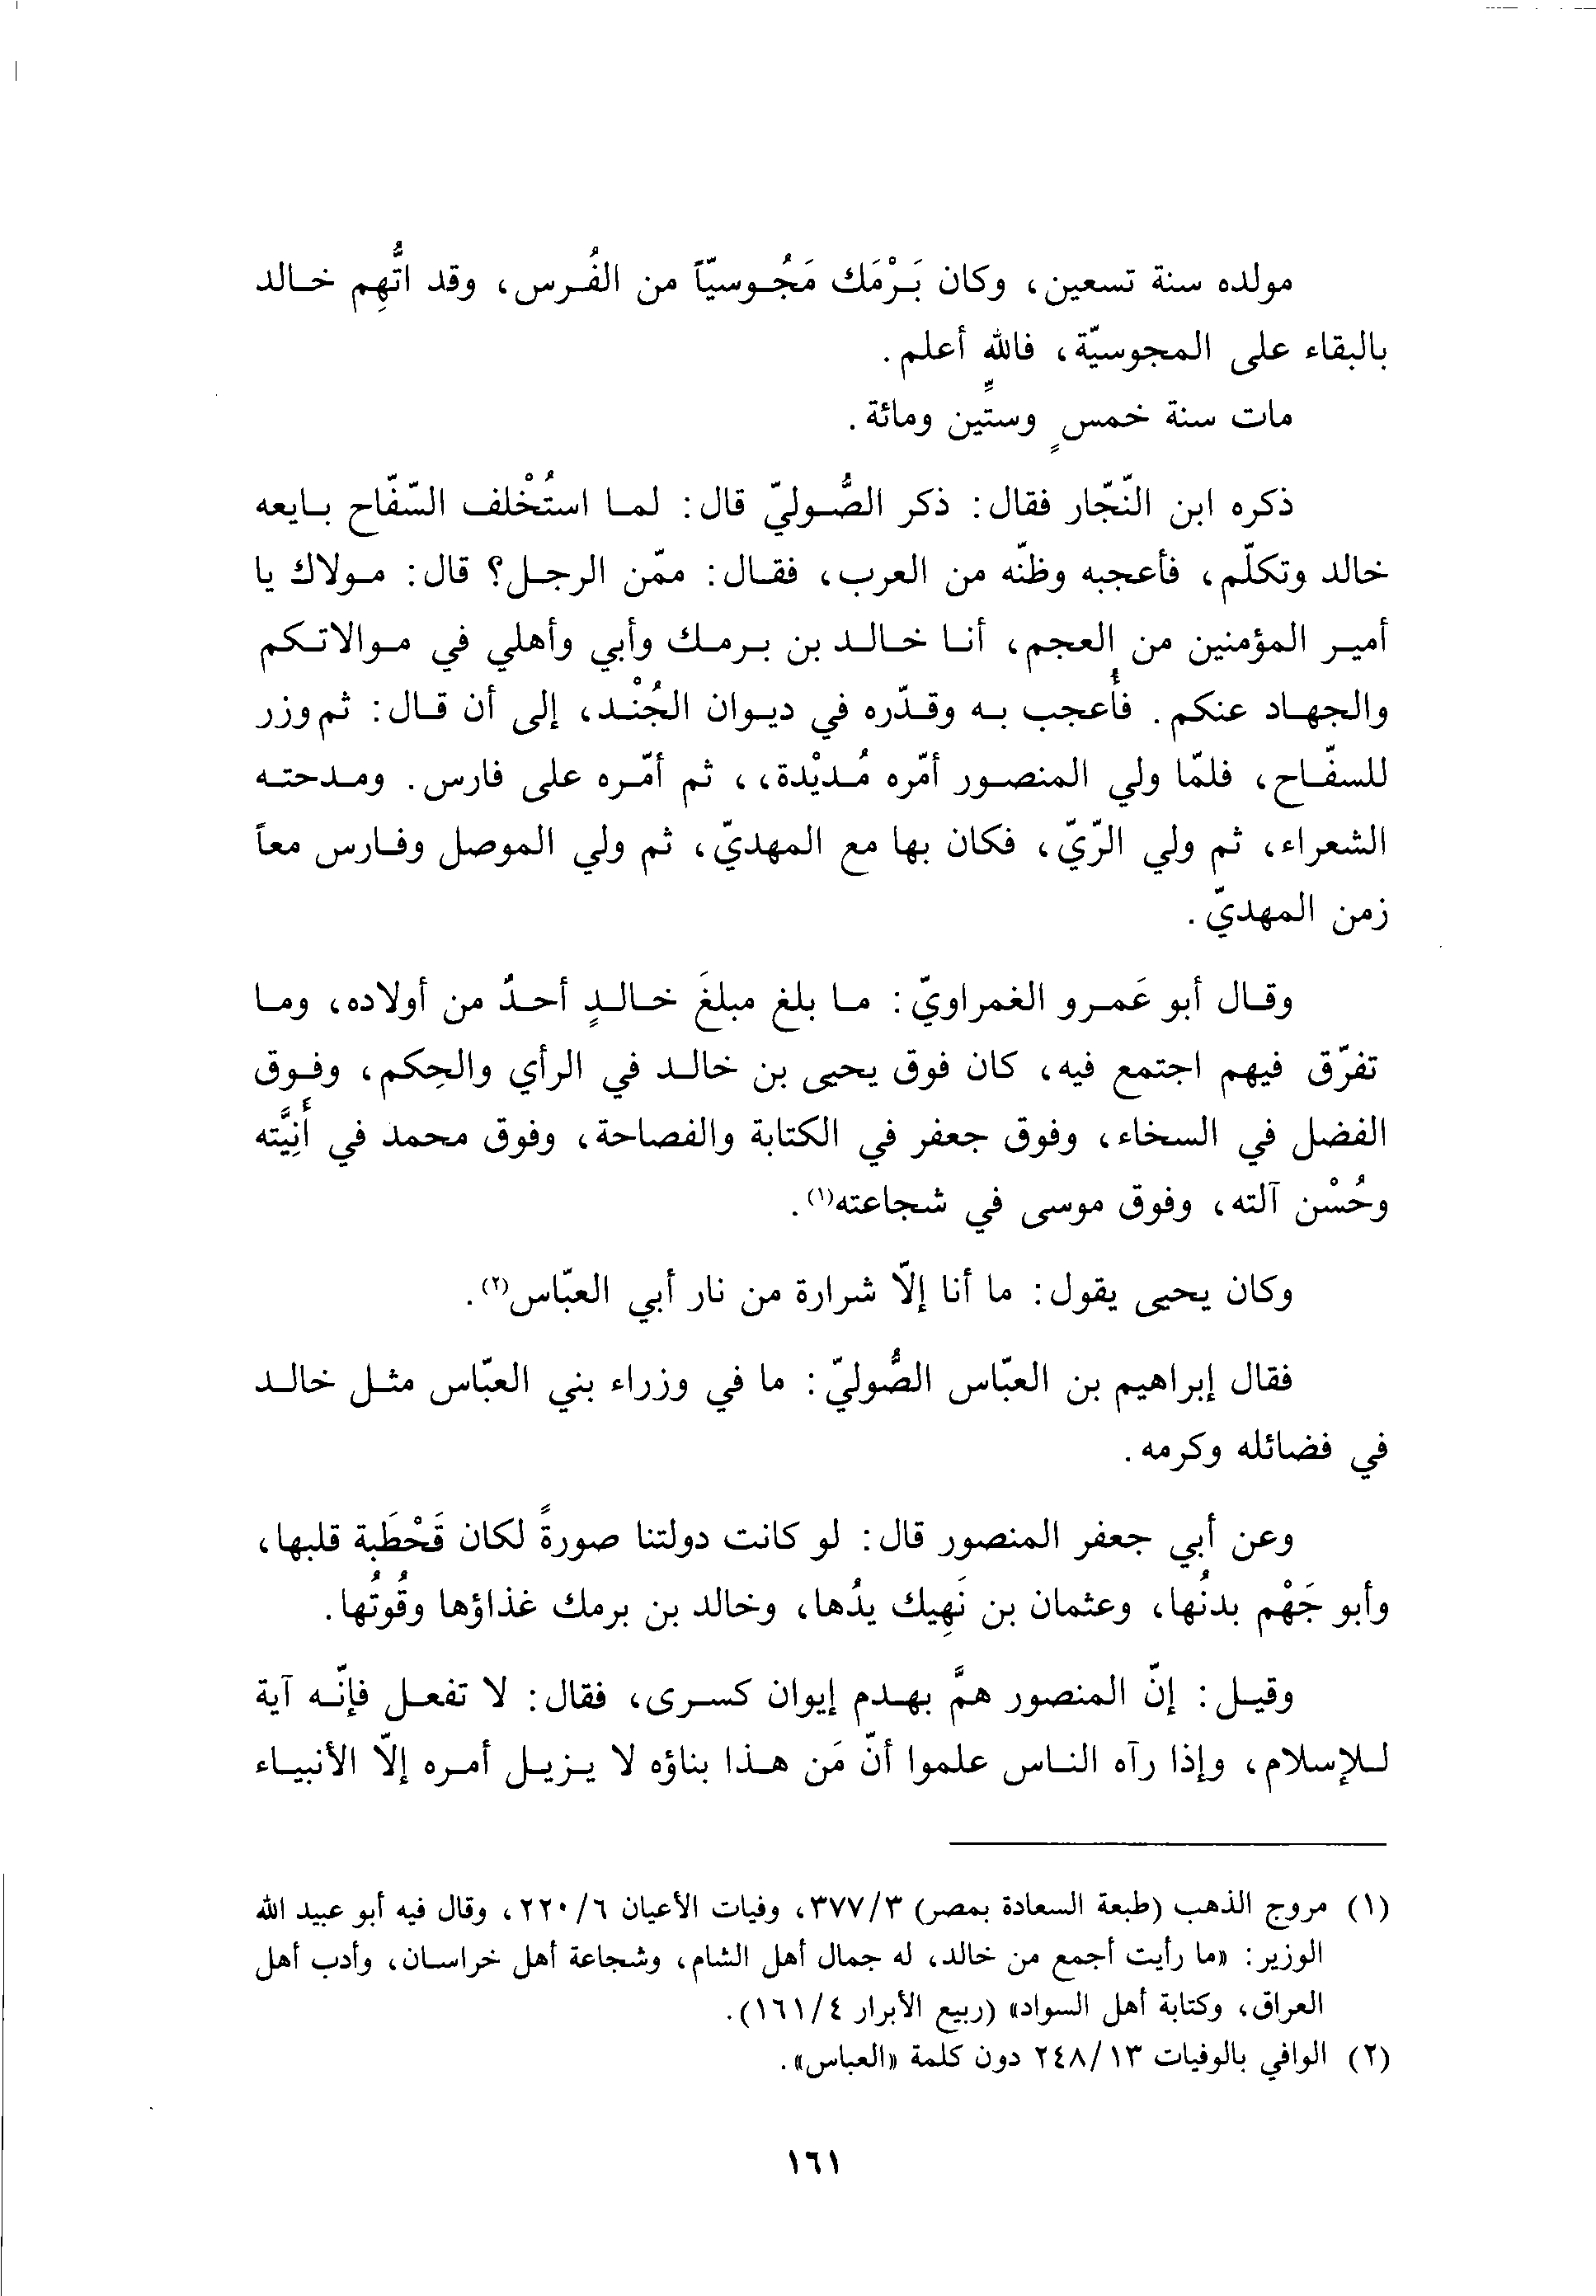 مولده سنة تسعين، وكان بَرْمَك مَجُوسيّاً من الفُرس، وقد اتُّهِم خالد
بالبقاء على المجوسيّة، فالله أعلم.
مات سنة خمسٍ وستِّين ومائة.
ذكره ابن النّجّار فقال: ذكر الصُّوليّ قال: لما استُخْلف السّفّاح بايعه
خالد وتكلّم، فأعجبه وظنّه من العرب، فقال: ممّن الرجل؟ قال: مولاك يا
أمير المؤمنين من العجم، أنا خالد بن برمك وأبي وأهلي في موالاتكم
والجهاد عنكم. فأُعجب به وقدّره في ديوان الجُنْد، إلى أن قال: ثم وزر
للسفّاح، فلمّا ولي المنصور أمّره مُديْدة،، ثم أمّره على فارس. ومدحته
الشعراء، ثم ولي الرّيّ، فكان بها مع المهديّ، ثم ولي الموصل وفارس معاً
زمن المهديّ.
وقال أبو عَمرو الغمراويّ: ما بلغ مبلغَ خالدٍ أحدٌ من أولاده، وما
تفرّق فيهم اجتمع فيه، كان فوق يحيى بن خالد في الرأي والحِكم، وفوق
الفضل في السخاء، وفوق جعفر في الكتابة والفصاحة، وفوق محمد في أَنِيَّته
وحُسْن آلته، وفوق موسى في شجاعته(١).
وكان يحيى يقول: ما أنا إلّا شرارة من نار أبي العبّاس(٢).
فقال إبراهيم بن العبّاس الصُّوليّ: ما في وزراء بني العبّاس مثل خالد
في فضائله وكرمه.
وعن أبي جعفر المنصور قال: لو كانت دولتنا صورةً لكان قَحْطَبة قلبها،
وأبو جَهْم بدنُها، وعثمان بن نَهِيك يدُها، وخالد بن برمك غذاؤها وقُوتُها.
وقيل: إنّ المنصور همَّ بهدم إيوان كسرى، فقال: لا تفعل فإنّه آية
للإسلام، وإذا رآه الناس علموا أنّ مَن هذا بناؤه لا يزيل أمره إلّا الأنبياء
(١) مروج الذهب (طبعة السعادة بمصر) ٣٧٧/٣، وفيات الأعيان ٢٢٠/٦، وقال فيه أبو عبيد الله
الوزير: «ما رأيت أجمع من خالد، له جمال أهل الشام، وشجاعة أهل خراسان، وأدب أهل
العراق، وكتابة أهل السواد» (ربيع الأبرار ١٦١/٤).
(٢) الوافي بالوفيات ٢٤٨/١٣ دون كلمة «العباس».
١٦١